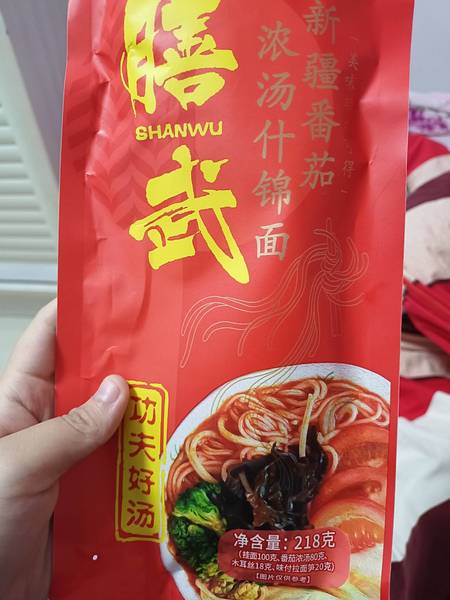 膳武
SHANWU
新疆番茄
浓汤什锦面
功夫好汤
净含量：218克
（挂面100克、番茄浓汤80克、
木耳丝18克、味付拉面笋20克）
【图片仅供参考】